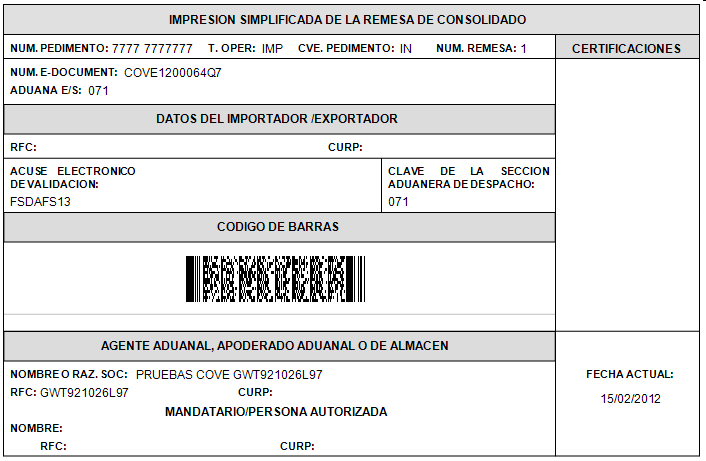 IMPRESION SIMPLIFICADA DE LA REMESA DE CONSOLIDADO
NUM. PEDIMENTO: 7777 7777777 T. OPER: IMP CVE. PEDIMENTO: IN NUM. REMESA: 1
CERTIFICACIONES
NUM. E-DOCUMENT: COVE1200064Q7
ADUANA E/S: 071
DATOS DEL IMPORTADOR /EXPORTADOR
RFC: CURP:
ACUSE ELECTRONICO
DE VALIDACION:
FSDAFS13
CLAVE DE LA SECCION
ADUANERA DE DESPACHO:
071
CODIGO DE BARRAS
AGENTE ADUANAL, APODERADO ADUANAL O DE ALMACEN
NOMBRE O RAZ. SOC: PRUEBAS COVE GWT921026L97
RFC: GWT921026L97 CURP:
MANDATARIO/PERSONA AUTORIZADA
NOMBRE:
RFC: CURP:
FECHA ACTUAL:
15/02/2012